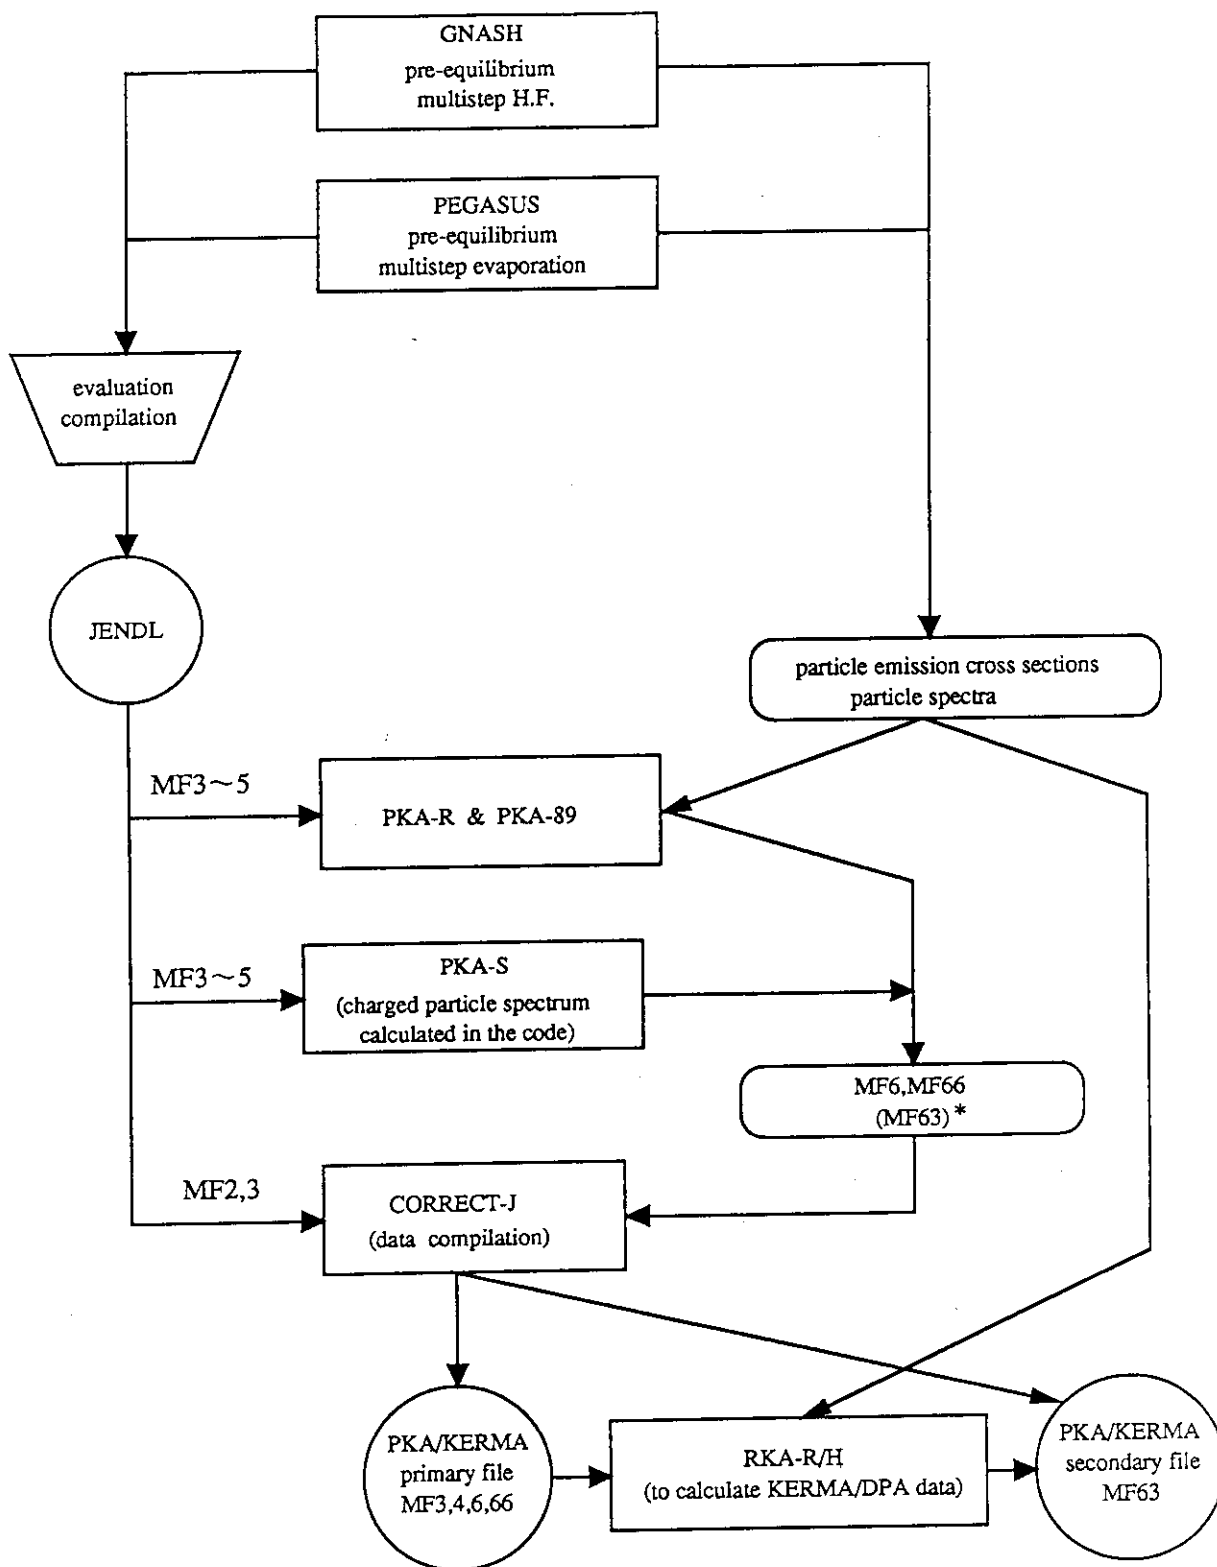 GNASH
pre-equilibrium
multistep H.F.
PEGASUS
pre-equilibrium
multistep evaporation
evaluation
compilation
JENDL
particle emission cross sections
particle spectra
MF3~5
PKA-R & PKA-89
MF3~5
PKA-S
(charged particle spectrum
calculated in the code)
MF6,MF66
(MF63)*
MF2,3
CORRECT-J
(data compilation)
PKA/KERMA
primary file
MF3,4,6,66
RKA-R/H
(to calculate KERMA/DPA data)
PKA/KERMA
secondary file
MF63